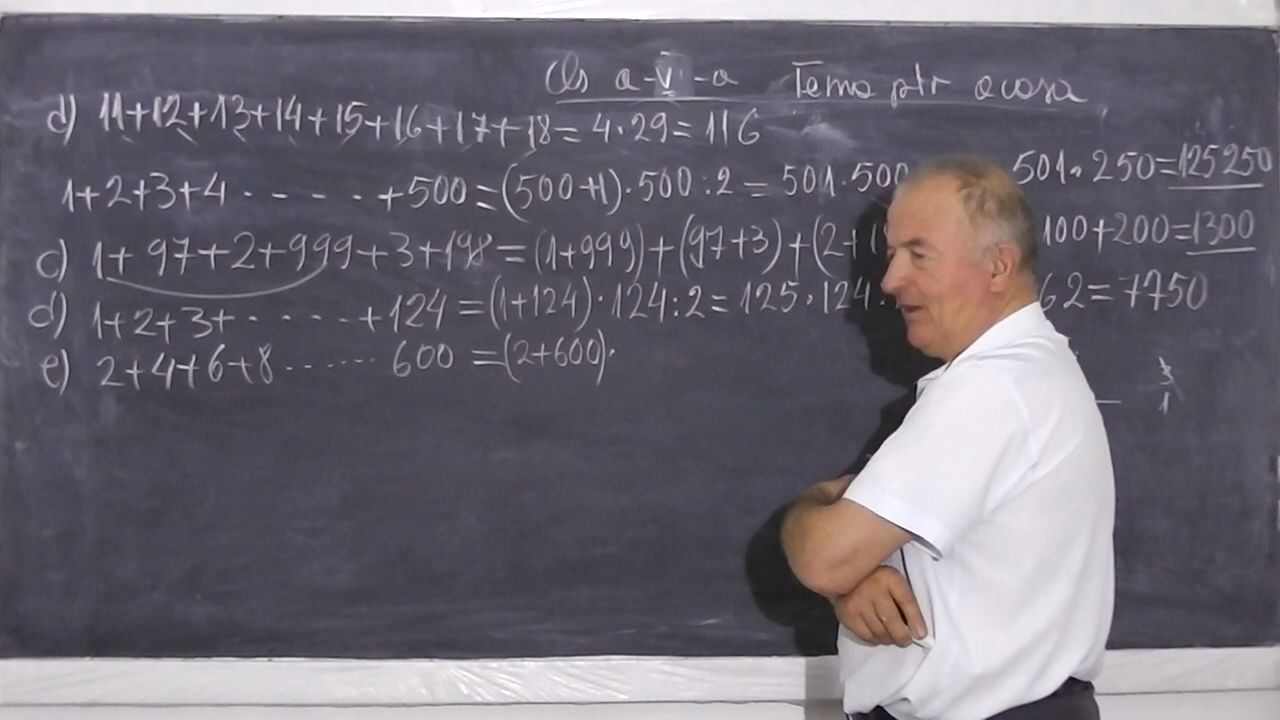 cls a-V-a Tema ptr acasa
d) 11+12+13+14+15+16+17+18=4·29=116
1+2+3+4·-----+500=(500+1)·500:2=501·500 501·250=125250
c) 1+97+2+999+3+198=(1+999)+(97+3)+(2+1 100+200=1300
d) 1+2+3+·-----+124=(1+124)·124:2=125·124 62=7750
e) 2+4+6+8....... 600=(2+600)·